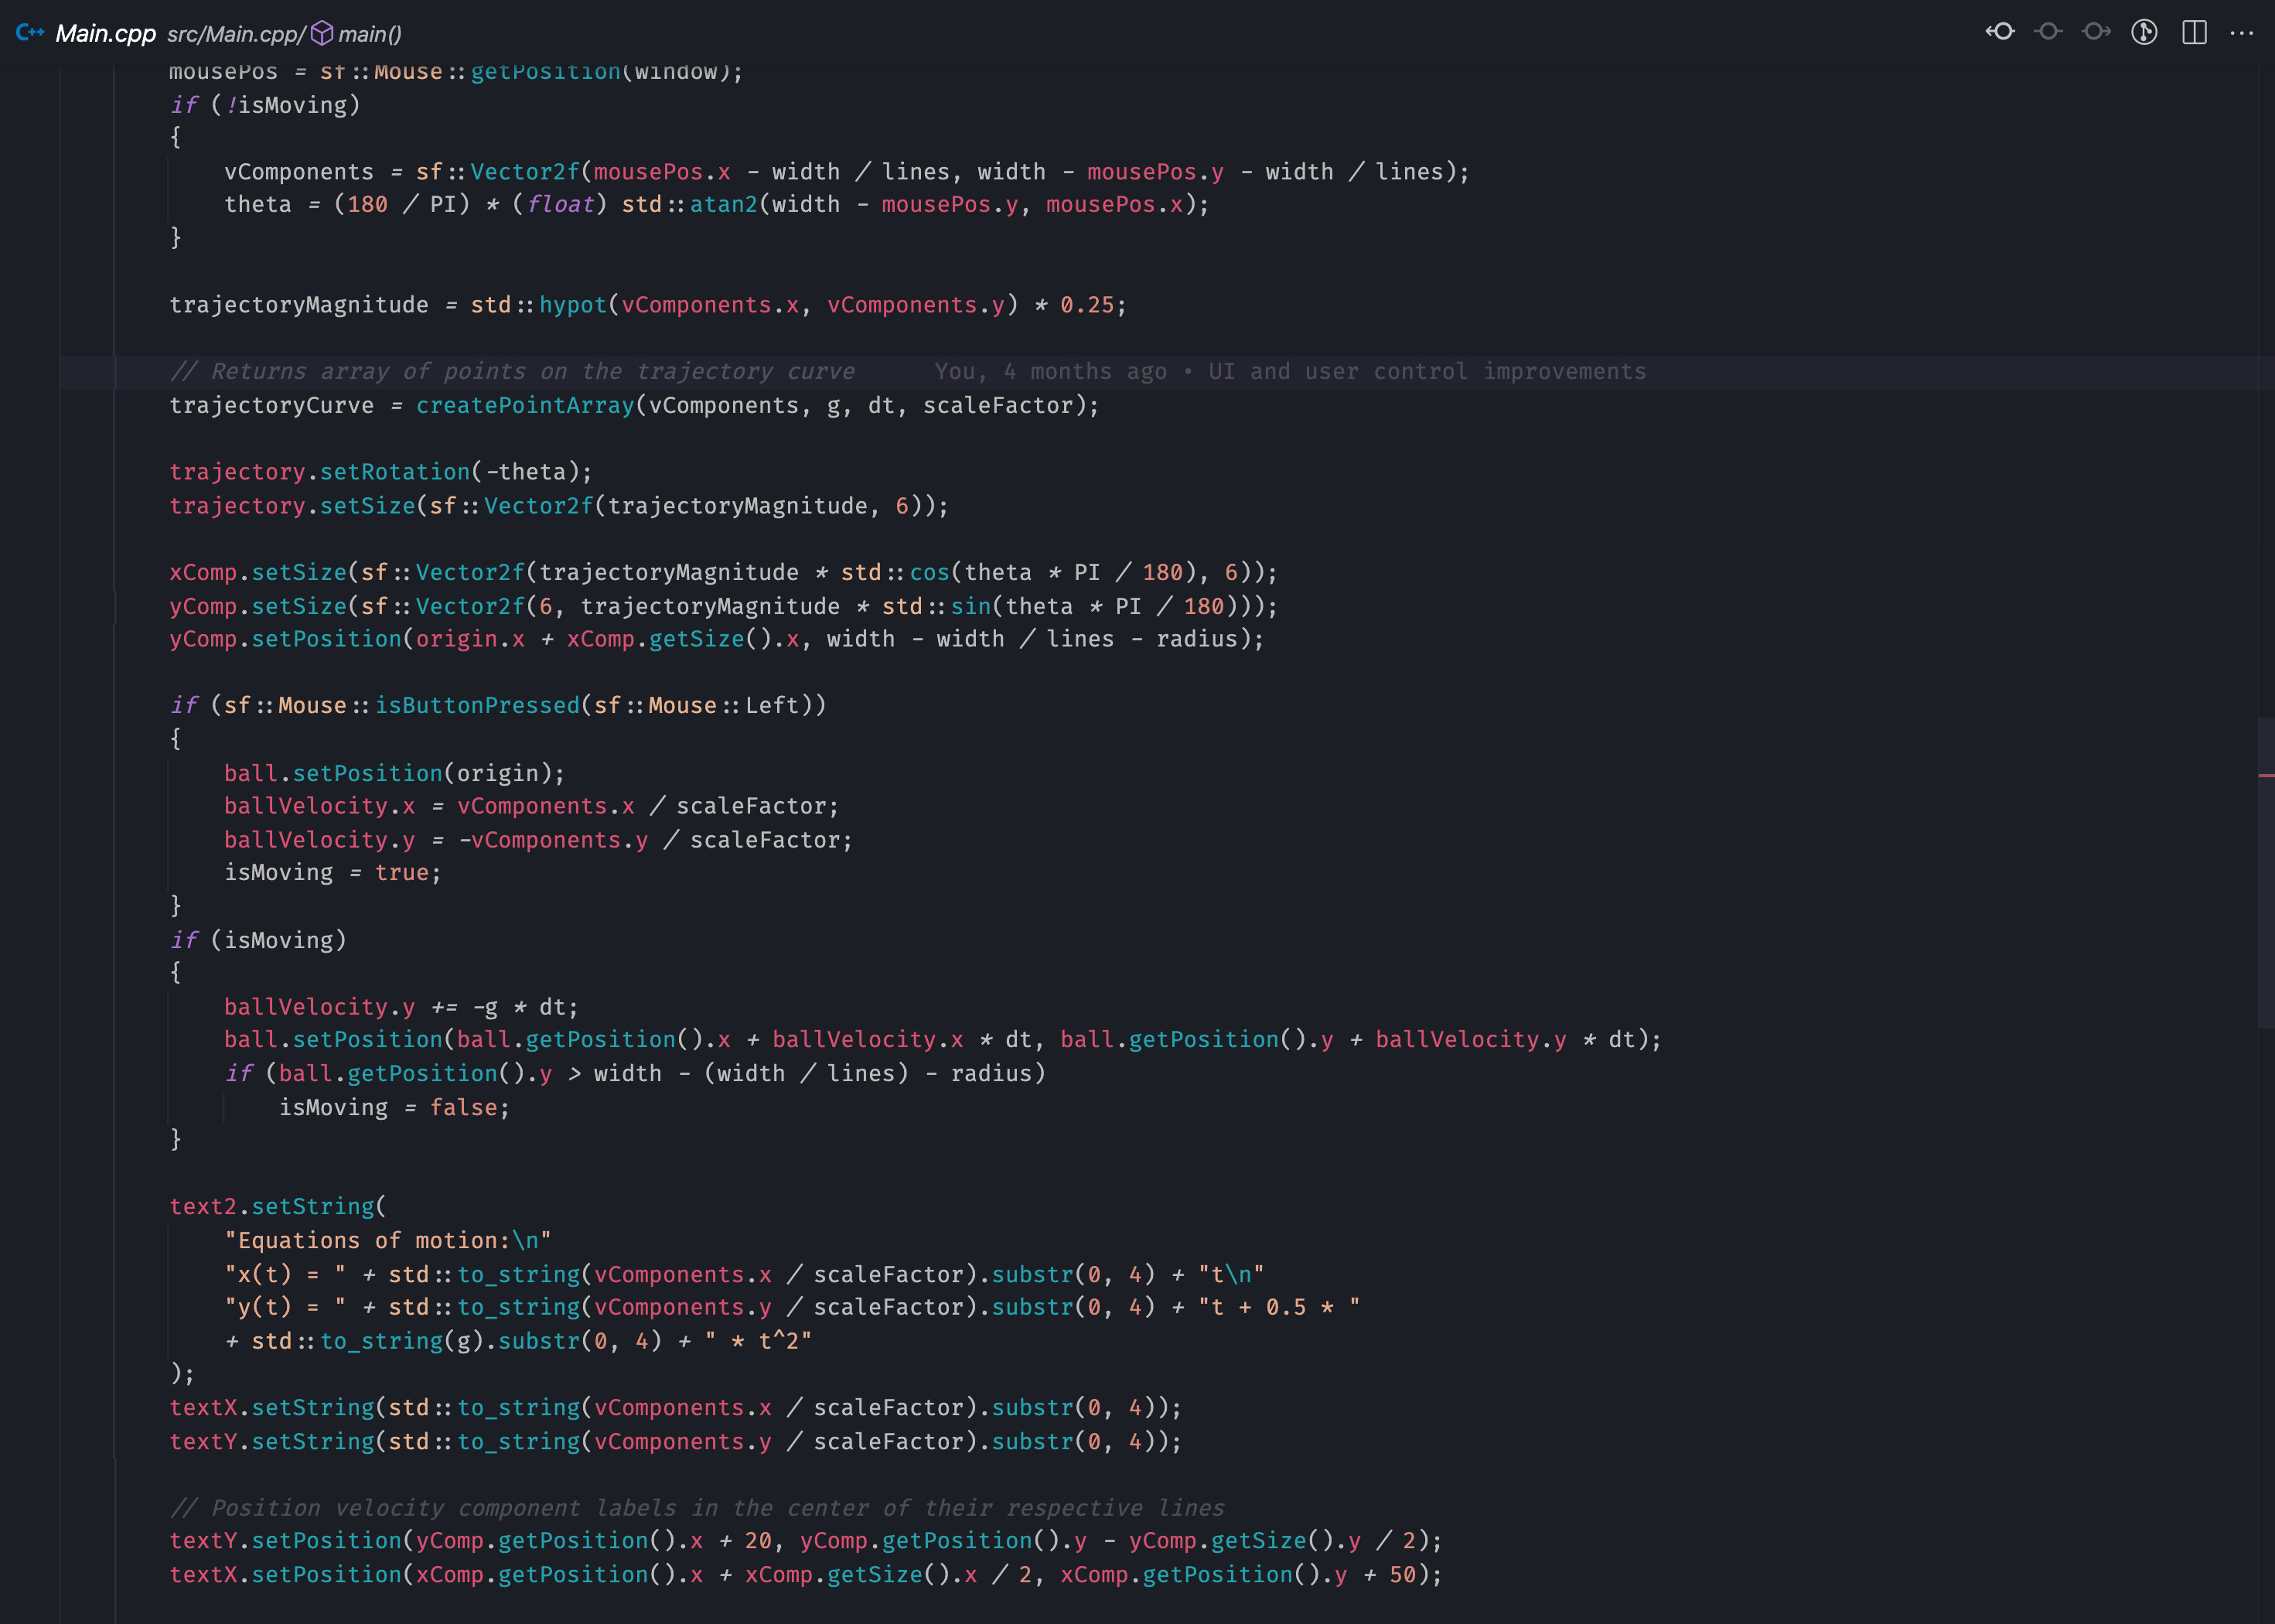 C++ Main.cpp src/Main.cpp/ main()
mousePos = sf::Mouse::getPosition(window);
if (!isMoving)
{
vComponents = sf::Vector2f(mousePos.x - width / lines, width - mousePos.y - width / lines);
theta = (180 / PI) * (float) std::atan2(width - mousePos.y, mousePos.x);
}
trajectoryMagnitude = std::hypot(vComponents.x, vComponents.y) * 0.25;
// Returns array of points on the trajectory curve You, 4 months ago • UI and user control improvements
trajectoryCurve = createPointArray(vComponents, g, dt, scaleFactor);
trajectory.setRotation(-theta);
trajectory.setSize(sf::Vector2f(trajectoryMagnitude, 6));
xComp.setSize(sf::Vector2f(trajectoryMagnitude * std::cos(theta * PI / 180), 6));
yComp.setSize(sf::Vector2f(6, trajectoryMagnitude * std::sin(theta * PI / 180)));
yComp.setPosition(origin.x + xComp.getSize().x, width - width / lines - radius);
if (sf::Mouse::isButtonPressed(sf::Mouse::Left))
{
ball.setPosition(origin);
ballVelocity.x = vComponents.x / scaleFactor;
ballVelocity.y = -vComponents.y / scaleFactor;
isMoving = true;
}
if (isMoving)
{
ballVelocity.y += -g * dt;
ball.setPosition(ball.getPosition().x + ballVelocity.x * dt, ball.getPosition().y + ballVelocity.y * dt);
if (ball.getPosition().y > width - (width / lines) - radius)
isMoving = false;
}
text2.setString(
"Equations of motion:\n"
"x(t) = " + std::to_string(vComponents.x / scaleFactor).substr(0, 4) + "t\n"
"y(t) = " + std::to_string(vComponents.y / scaleFactor).substr(0, 4) + "t + 0.5 * "
+ std::to_string(g).substr(0, 4) + " * t^2"
);
textX.setString(std::to_string(vComponents.x / scaleFactor).substr(0, 4));
textY.setString(std::to_string(vComponents.y / scaleFactor).substr(0, 4));
// Position velocity component labels in the center of their respective lines
textY.setPosition(yComp.getPosition().x + 20, yComp.getPosition().y - yComp.getSize().y / 2);
textX.setPosition(xComp.getPosition().x + xComp.getSize().x / 2, xComp.getPosition().y + 50);